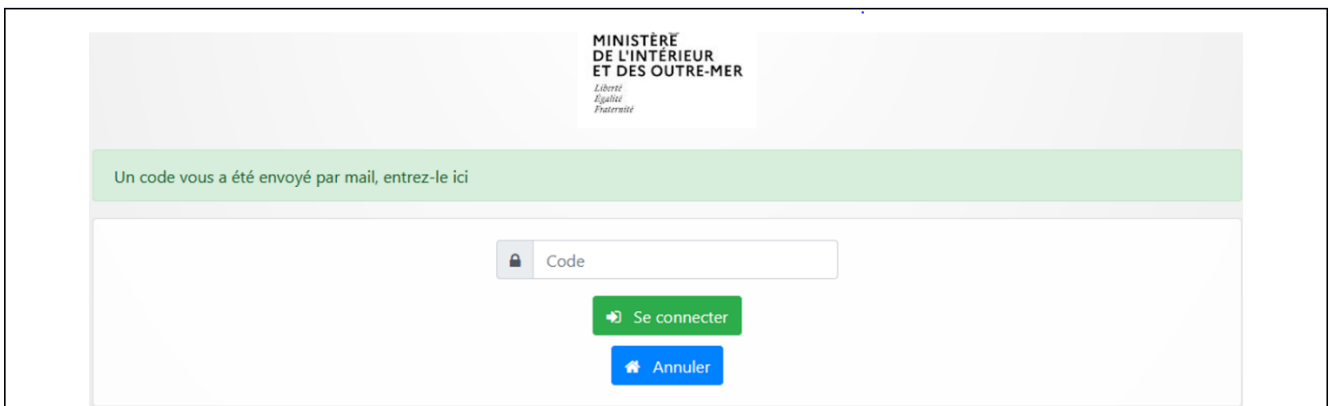 MINISTÈRE
DE L'INTÉRIEUR
ET DES OUTRE-MER
Liberté
Égalité
Fraternité
Un code vous a été envoyé par mail, entrez-le ici
Code
Se connecter
Annuler